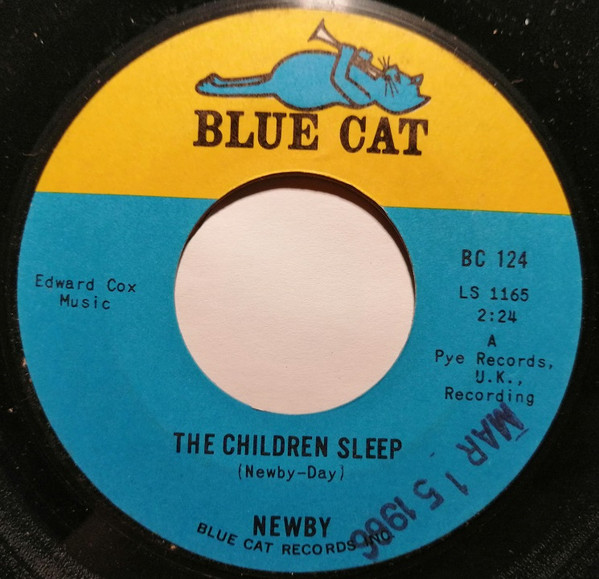 BLUE CAT
BC 124
LS 1165
2:24
Edward Cox
Music
A
Pye Records,
U.K.,
Recording
THE CHILDREN SLEEP
(Newby-Day)
NEWBY
BLUE CAT RECORDS INC
MAR 15 1966